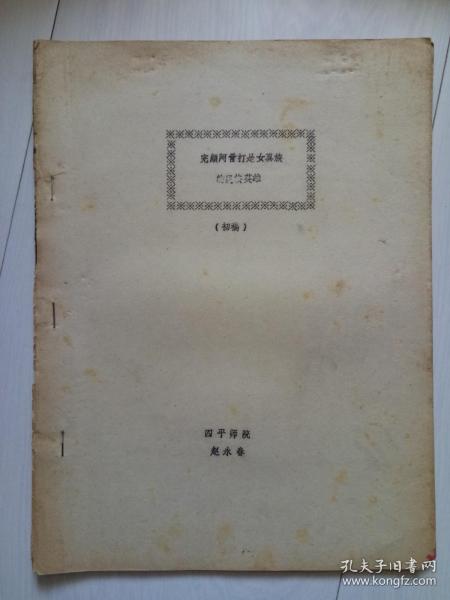 完颜阿骨打是女真族
的民族英雄
(初稿)
四平师院
赵永春
孔夫子旧书网
www.kongfz.com